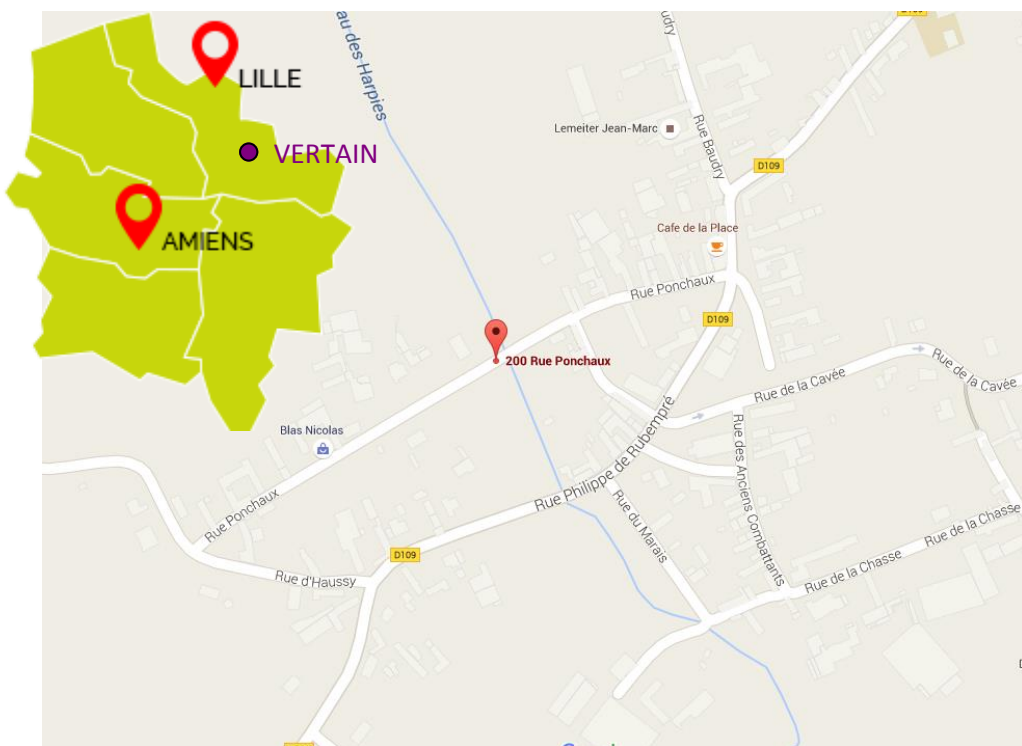 LILLE
VERTAIN
AMIENS
au des Harpies
Baudry
Lemeiter Jean-Marc
Rue Baudry
D109
Cafe de la Place
Rue Ponchaux
D109
200 Rue Ponchaux
Rue de la Cavée
Rue de la Cavée
Blas Nicolas
Rue Philippe de Rubempré
Rue des Anciens Combattants
Rue Ponchaux
Rue du Marais
Rue de la Chasse
D109
Rue d'Haussy
Rue de la Chasse